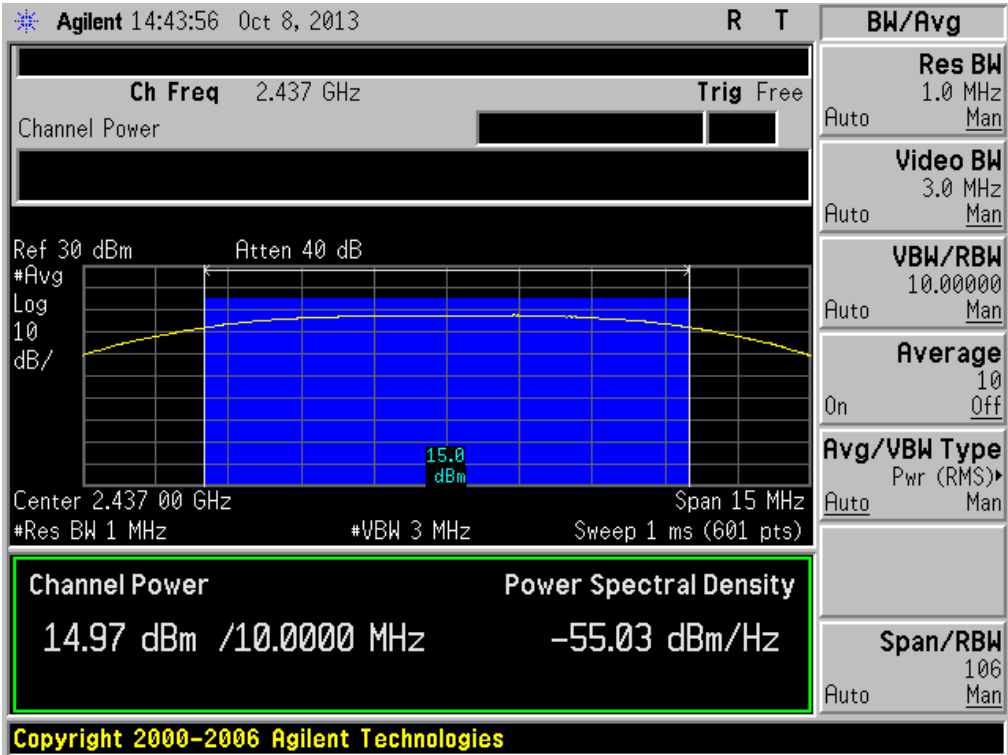 Agilent 14:43:56 Oct 8, 2013 R T
Ch Freq 2.437 GHz Trig Free
Channel Power
Ref 30 dBm Atten 40 dB
#Avg
Log
10
dB/
15.0
dBm
Center 2.437 00 GHz Span 15 MHz
#Res BW 1 MHz #VBW 3 MHz Sweep 1 ms (601 pts)
Channel Power Power Spectral Density
14.97 dBm /10.0000 MHz -55.03 dBm/Hz
BW/Avg
Res BW
1.0 MHz
Auto Man
Video BW
3.0 MHz
Auto Man
VBW/RBW
10.00000
Auto Man
Average
10
On Off
Avg/VBW Type
Pwr (RMS)▸
Auto Man
Span/RBW
106
Auto Man
Copyright 2000-2006 Agilent Technologies